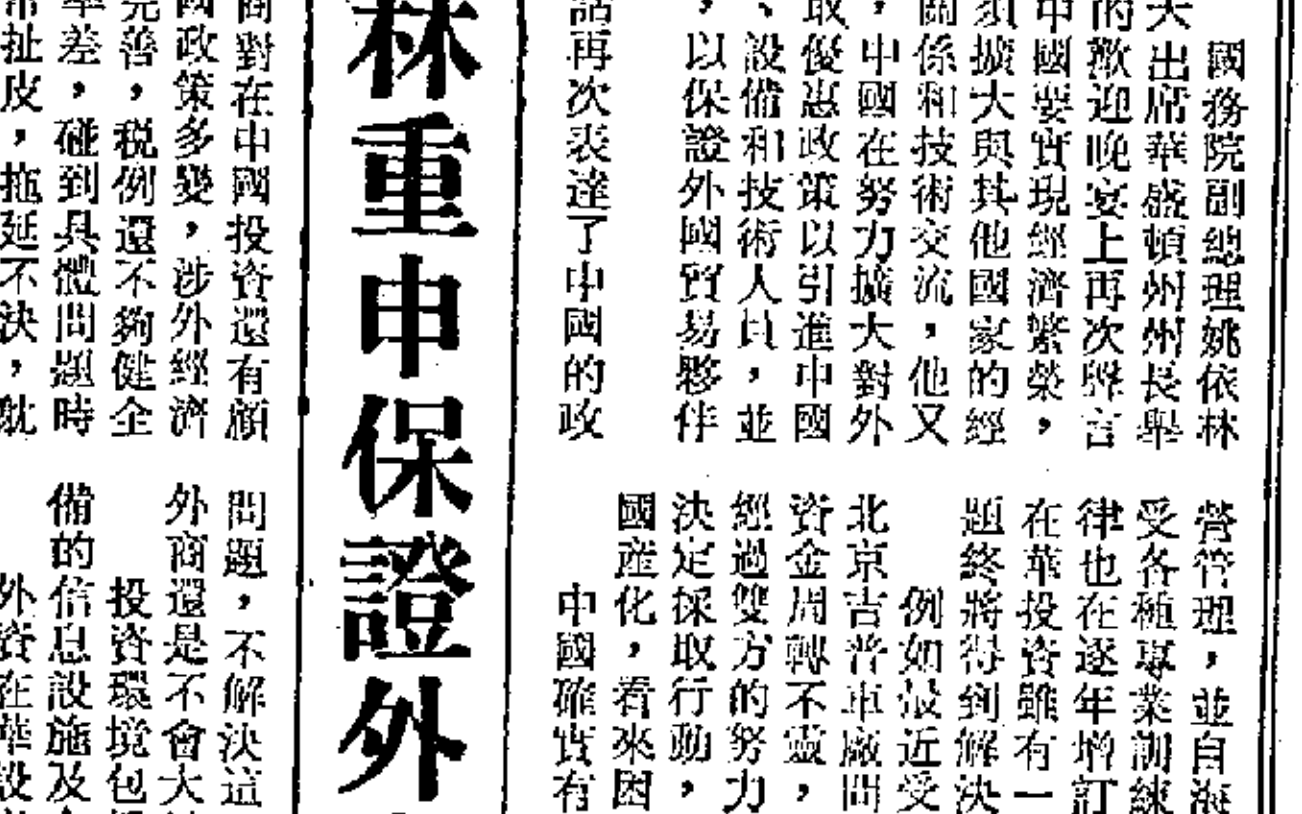 國務院副總理姚依林
大出席華盛頓州州長舉
的歡迎晚宴上再次聲言
中國要實現經濟繁榮，
須擴大與其他國家的經
關係和技術交流，他又
，中國在努力擴大對外
取優惠政策以引進中國
、設備和技術人員，並
，以保證外國貿易夥伴
話再次表達了中國的政
營管理，並自海
受各種專業訓練
律也在逐年增訂
在華投資雖有一
題終將得到解決
例如最近受
北京吉普車廠問
資金周轉不靈，
經過雙方的努力
決定採取行動，
國產化，看來困
中國確實有
林重申保證外
商對在中國投資還有顧
國政策多變，涉外經濟
完善，税例還不夠健全
率差，碰到具體問題時
常扯皮，拖延不決，耽
問題，不解決這
外商還是不會大
投資環境包
備的信息設施及
外資在華設